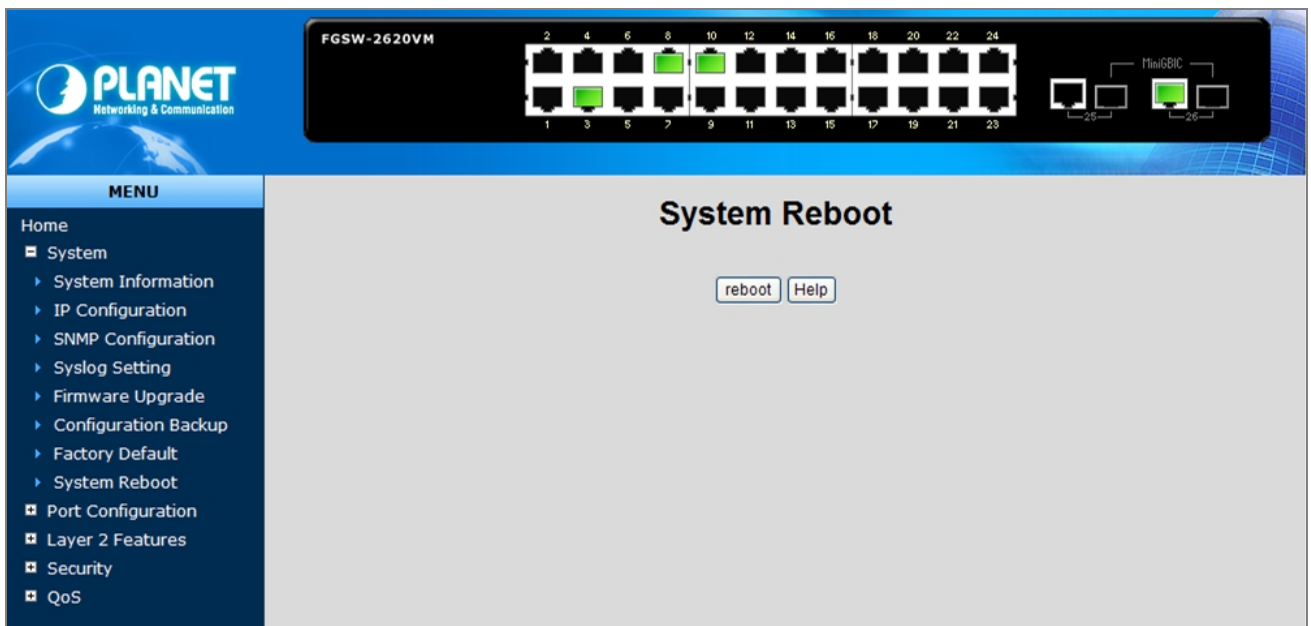 FGSW-2620VM
2 4 6 8 10 12 14 16 18 20 22 24
MiniGBIC
1 3 5 7 9 11 13 15 17 19 21 23
25 26
PLANET
Networking & Communication
MENU
Home
System
System Information
IP Configuration
SNMP Configuration
Syslog Setting
Firmware Upgrade
Configuration Backup
Factory Default
System Reboot
Port Configuration
Layer 2 Features
Security
QoS
System Reboot
reboot Help